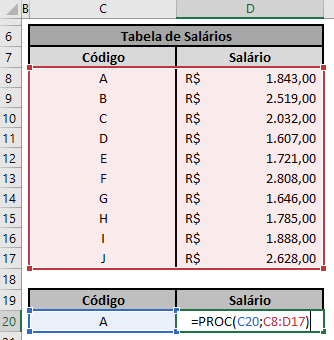 B C D
6 Tabela de Salários
7 Código Salário
8 A R$ 1.843,00
9 B R$ 2.519,00
10 C R$ 2.032,00
11 D R$ 1.607,00
12 E R$ 1.721,00
13 F R$ 2.808,00
14 G R$ 1.646,00
15 H R$ 1.785,00
16 I R$ 1.888,00
17 J R$ 2.628,00
18
19 Código Salário
20 A =PROC(C20;C8:D17)